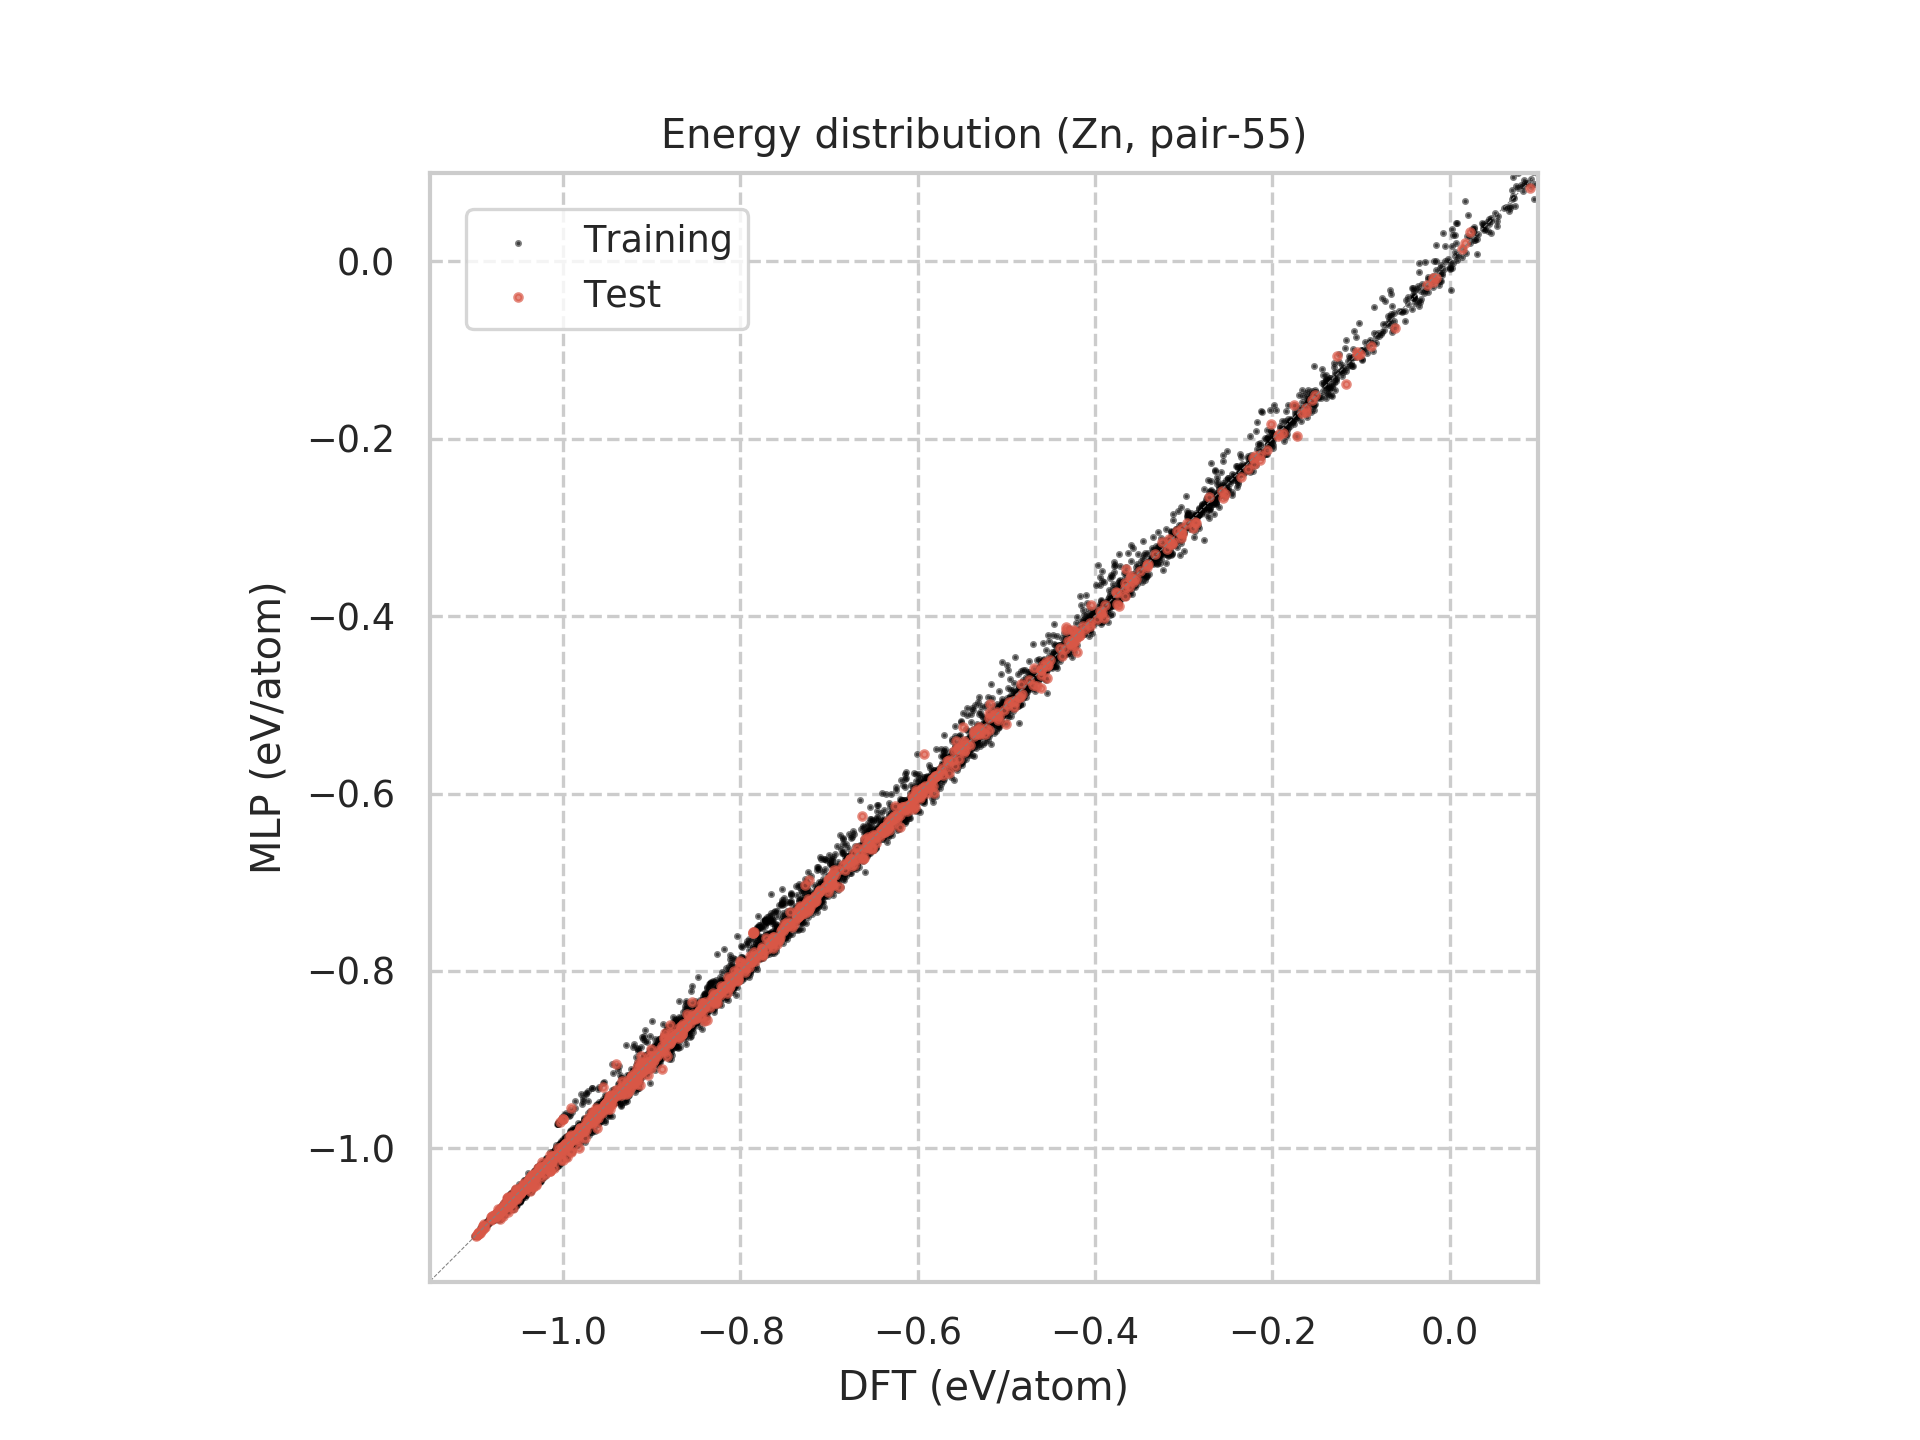 Energy distribution (Zn, pair-55)
Training
Test
0.0
−0.2
−0.4
−0.6
−0.8
−1.0
MLP (eV/atom)
−1.0 −0.8 −0.6 −0.4 −0.2 0.0
DFT (eV/atom)